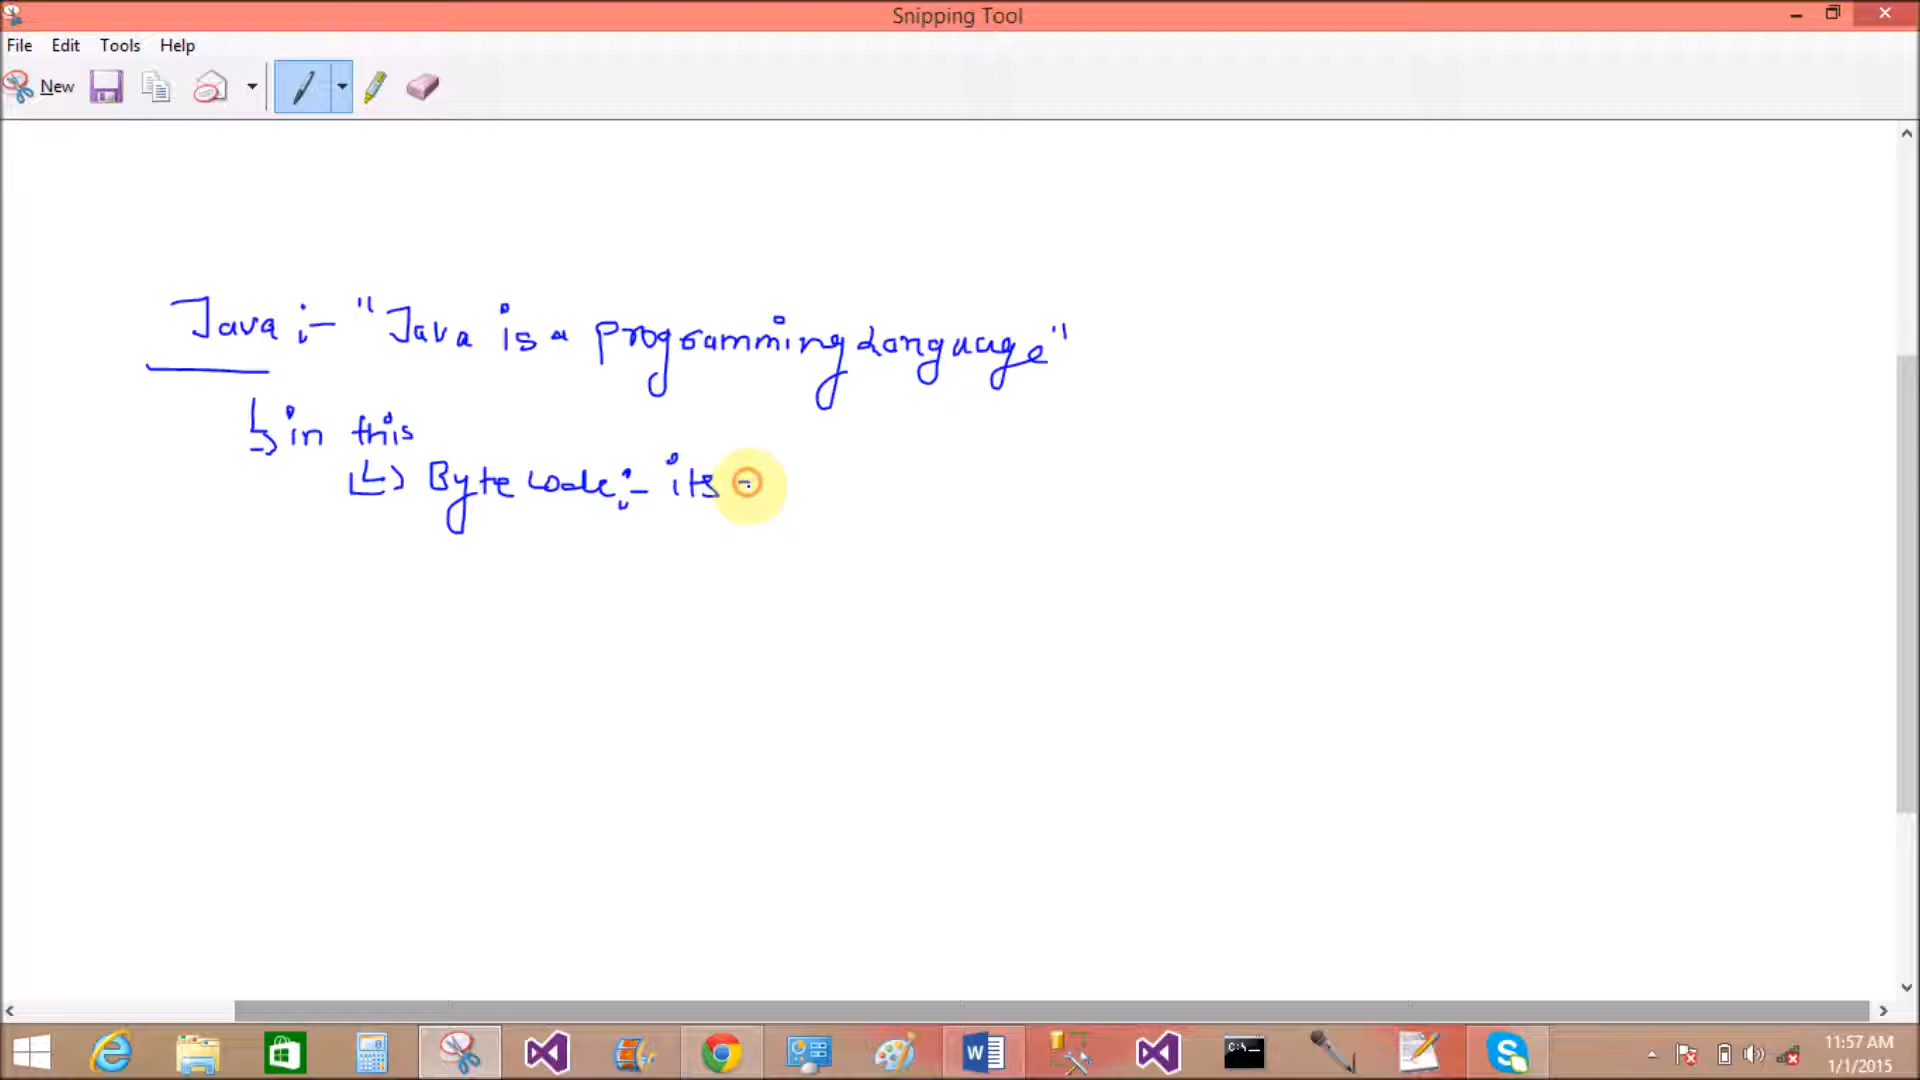 Snipping Tool
File Edit Tools Help
New
Java :- "Java is a programming Language"
↳ in this
↳ Byte code :- its
C:\
11:57 AM
1/1/2015